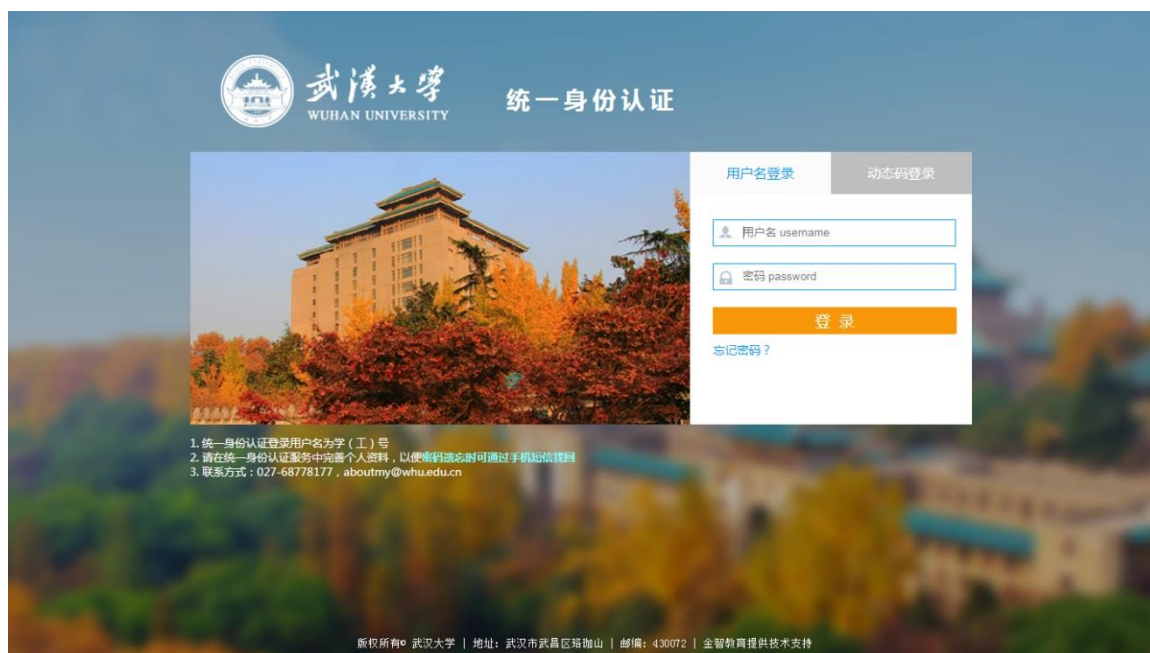 武漢大學
WUHAN UNIVERSITY
统一身份认证
用户名登录
动态码登录
用户名 username
密码 password
登 录
忘记密码？
1. 统一身份认证登录用户名为学（工）号
2. 请在统一身份认证服务中完善个人资料，以便密码遗忘时可通过手机短信找回
3. 联系方式：027-68778177，aboutmy@whu.edu.cn
版权所有© 武汉大学 | 地址：武汉市武昌区珞珈山 | 邮编：430072 | 金智教育提供技术支持